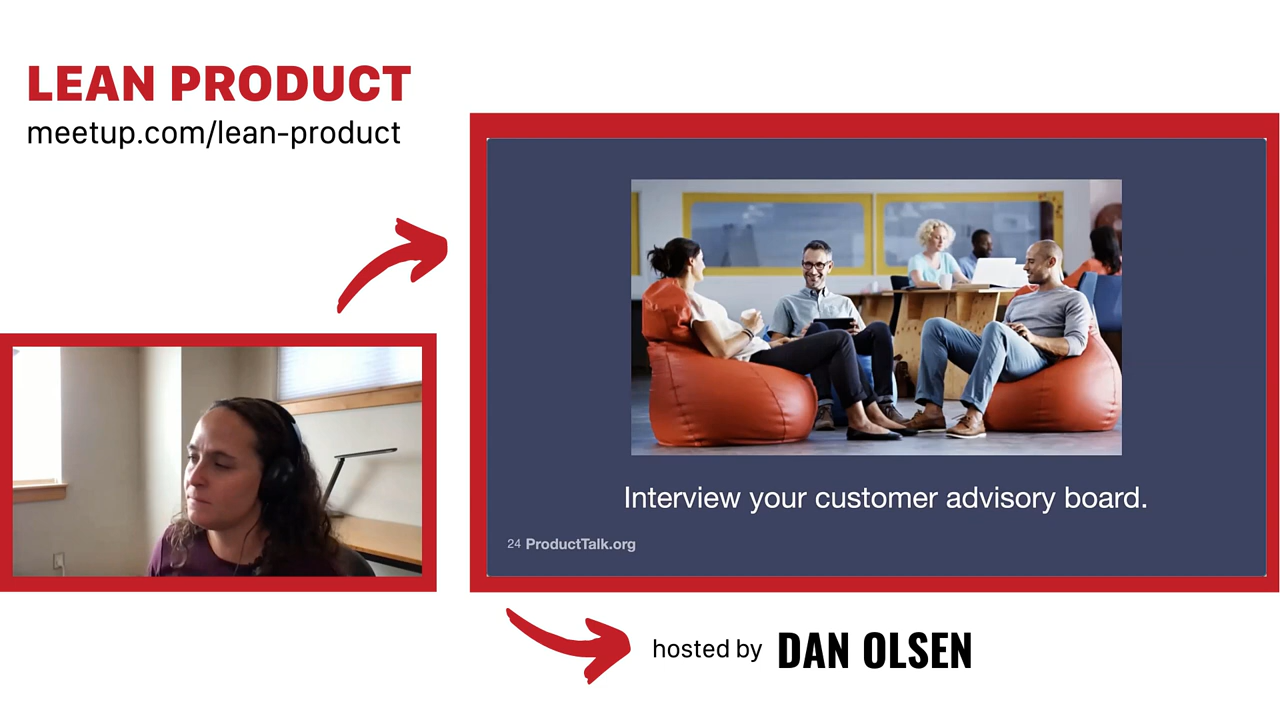 LEAN PRODUCT
meetup.com/lean-product
Interview your customer advisory board.
24 ProductTalk.org
hosted by DAN OLSEN